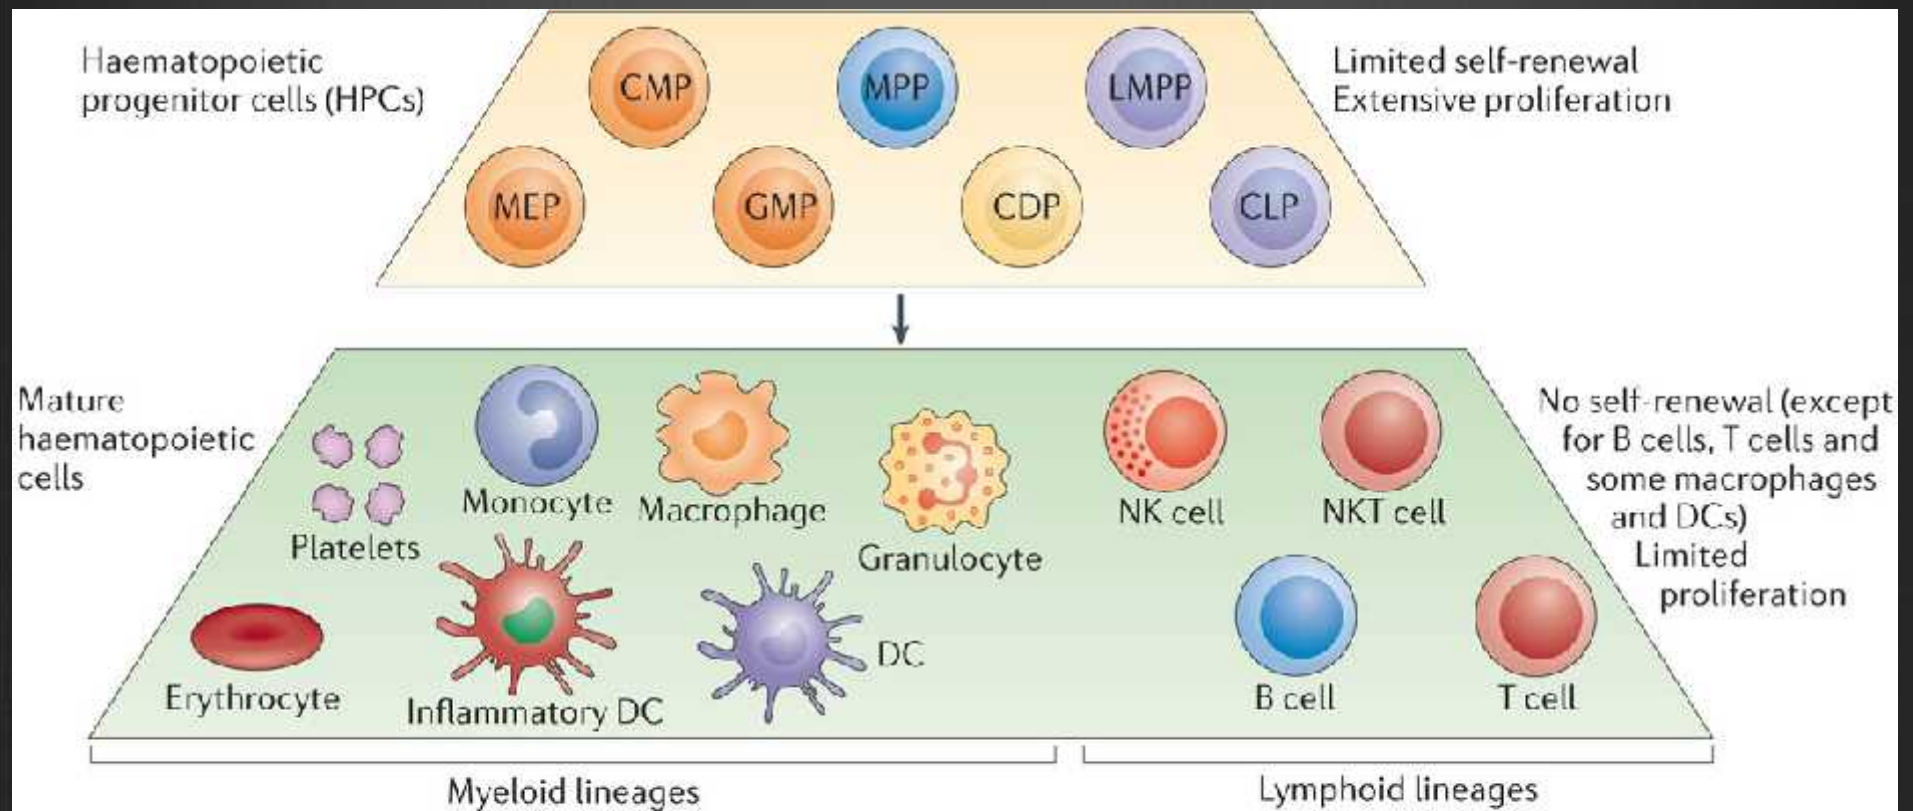 Haematopoietic
progenitor cells (HPCs)
CMP
MPP
LMPP
Limited self-renewal
Extensive proliferation
MEP
GMP
CDP
CLP
Mature
haematopoietic
cells
Platelets
Monocyte
Macrophage
Granulocyte
NK cell
NKT cell
No self-renewal (except
for B cells, T cells and
some macrophages
and DCs)
Limited
proliferation
Erythrocyte
Inflammatory DC
DC
B cell
T cell
Myeloid lineages
Lymphoid lineages